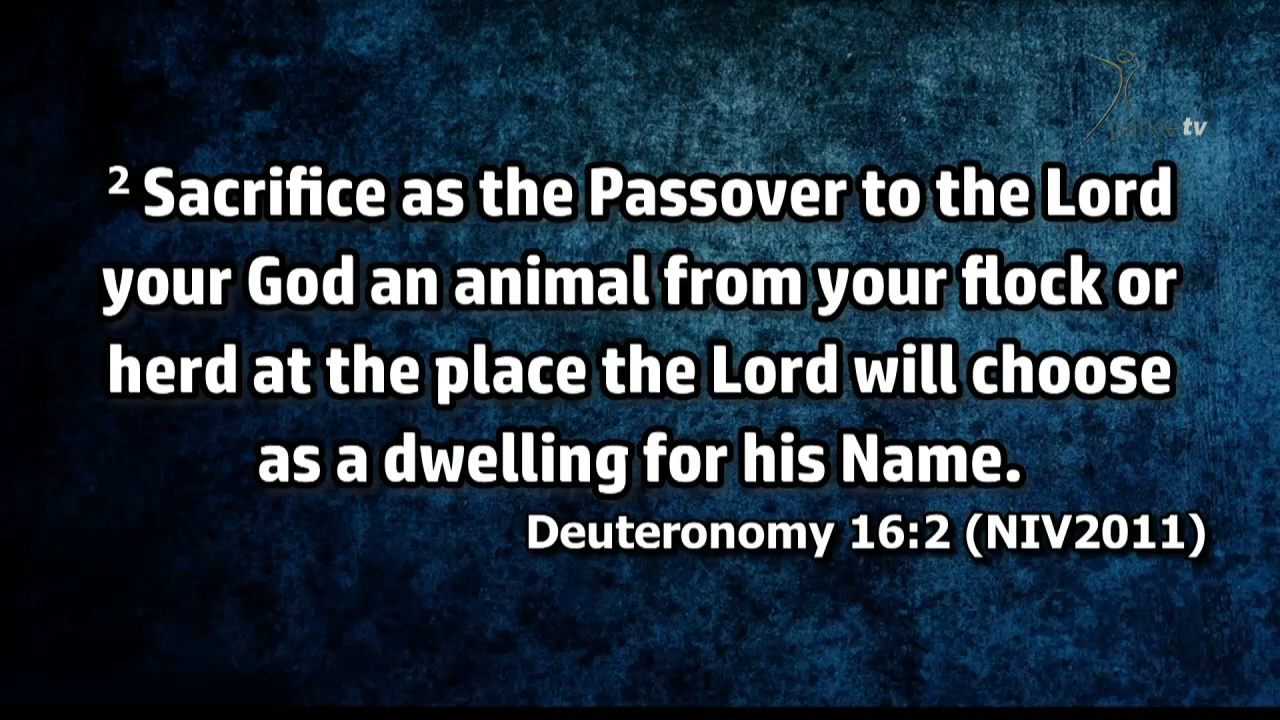 tv
² Sacrifice as the Passover to the Lord
your God an animal from your flock or
herd at the place the Lord will choose
as a dwelling for his Name.
Deuteronomy 16:2 (NIV2011)